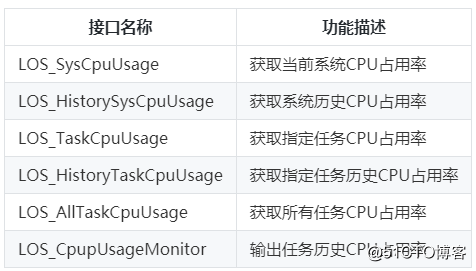 接口名称 功能描述
LOS_SysCpuUsage 获取当前系统CPU占用率
LOS_HistorySysCpuUsage 获取系统历史CPU占用率
LOS_TaskCpuUsage 获取指定任务CPU占用率
LOS_HistoryTaskCpuUsage 获取指定任务历史CPU占用率
LOS_AllTaskCpuUsage 获取所有任务CPU占用率
LOS_CpupUsageMonitor 输出任务历史CPU占用率
@51CTO博客